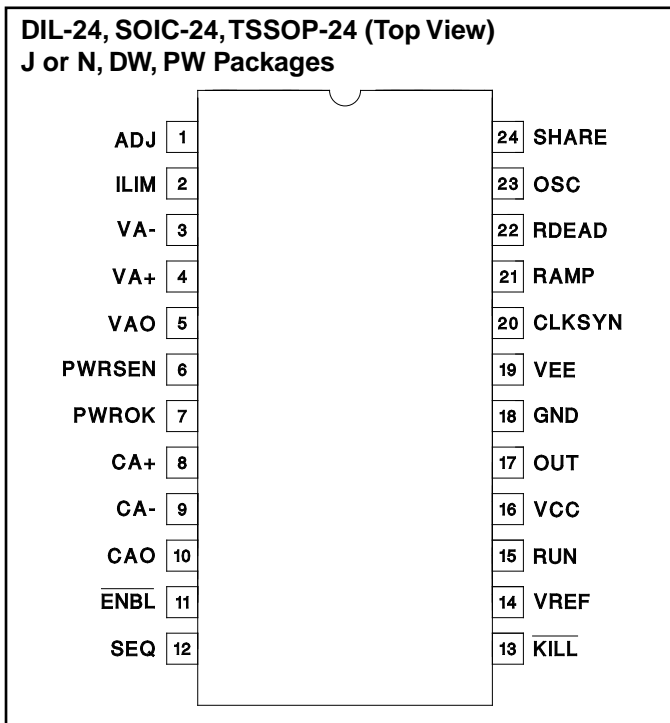 DIL-24, SOIC-24, TSSOP-24 (Top View)
J or N, DW, PW Packages
ADJ 1
ILIM 2
VA- 3
VA+ 4
VAO 5
PWRSEN 6
PWROK 7
CA+ 8
CA- 9
CAO 10
E̅N̅B̅L̅ 11
SEQ 12
24 SHARE
23 OSC
22 RDEAD
21 RAMP
20 CLKSYN
19 VEE
18 GND
17 OUT
16 VCC
15 RUN
14 VREF
13 K̅I̅L̅L̅